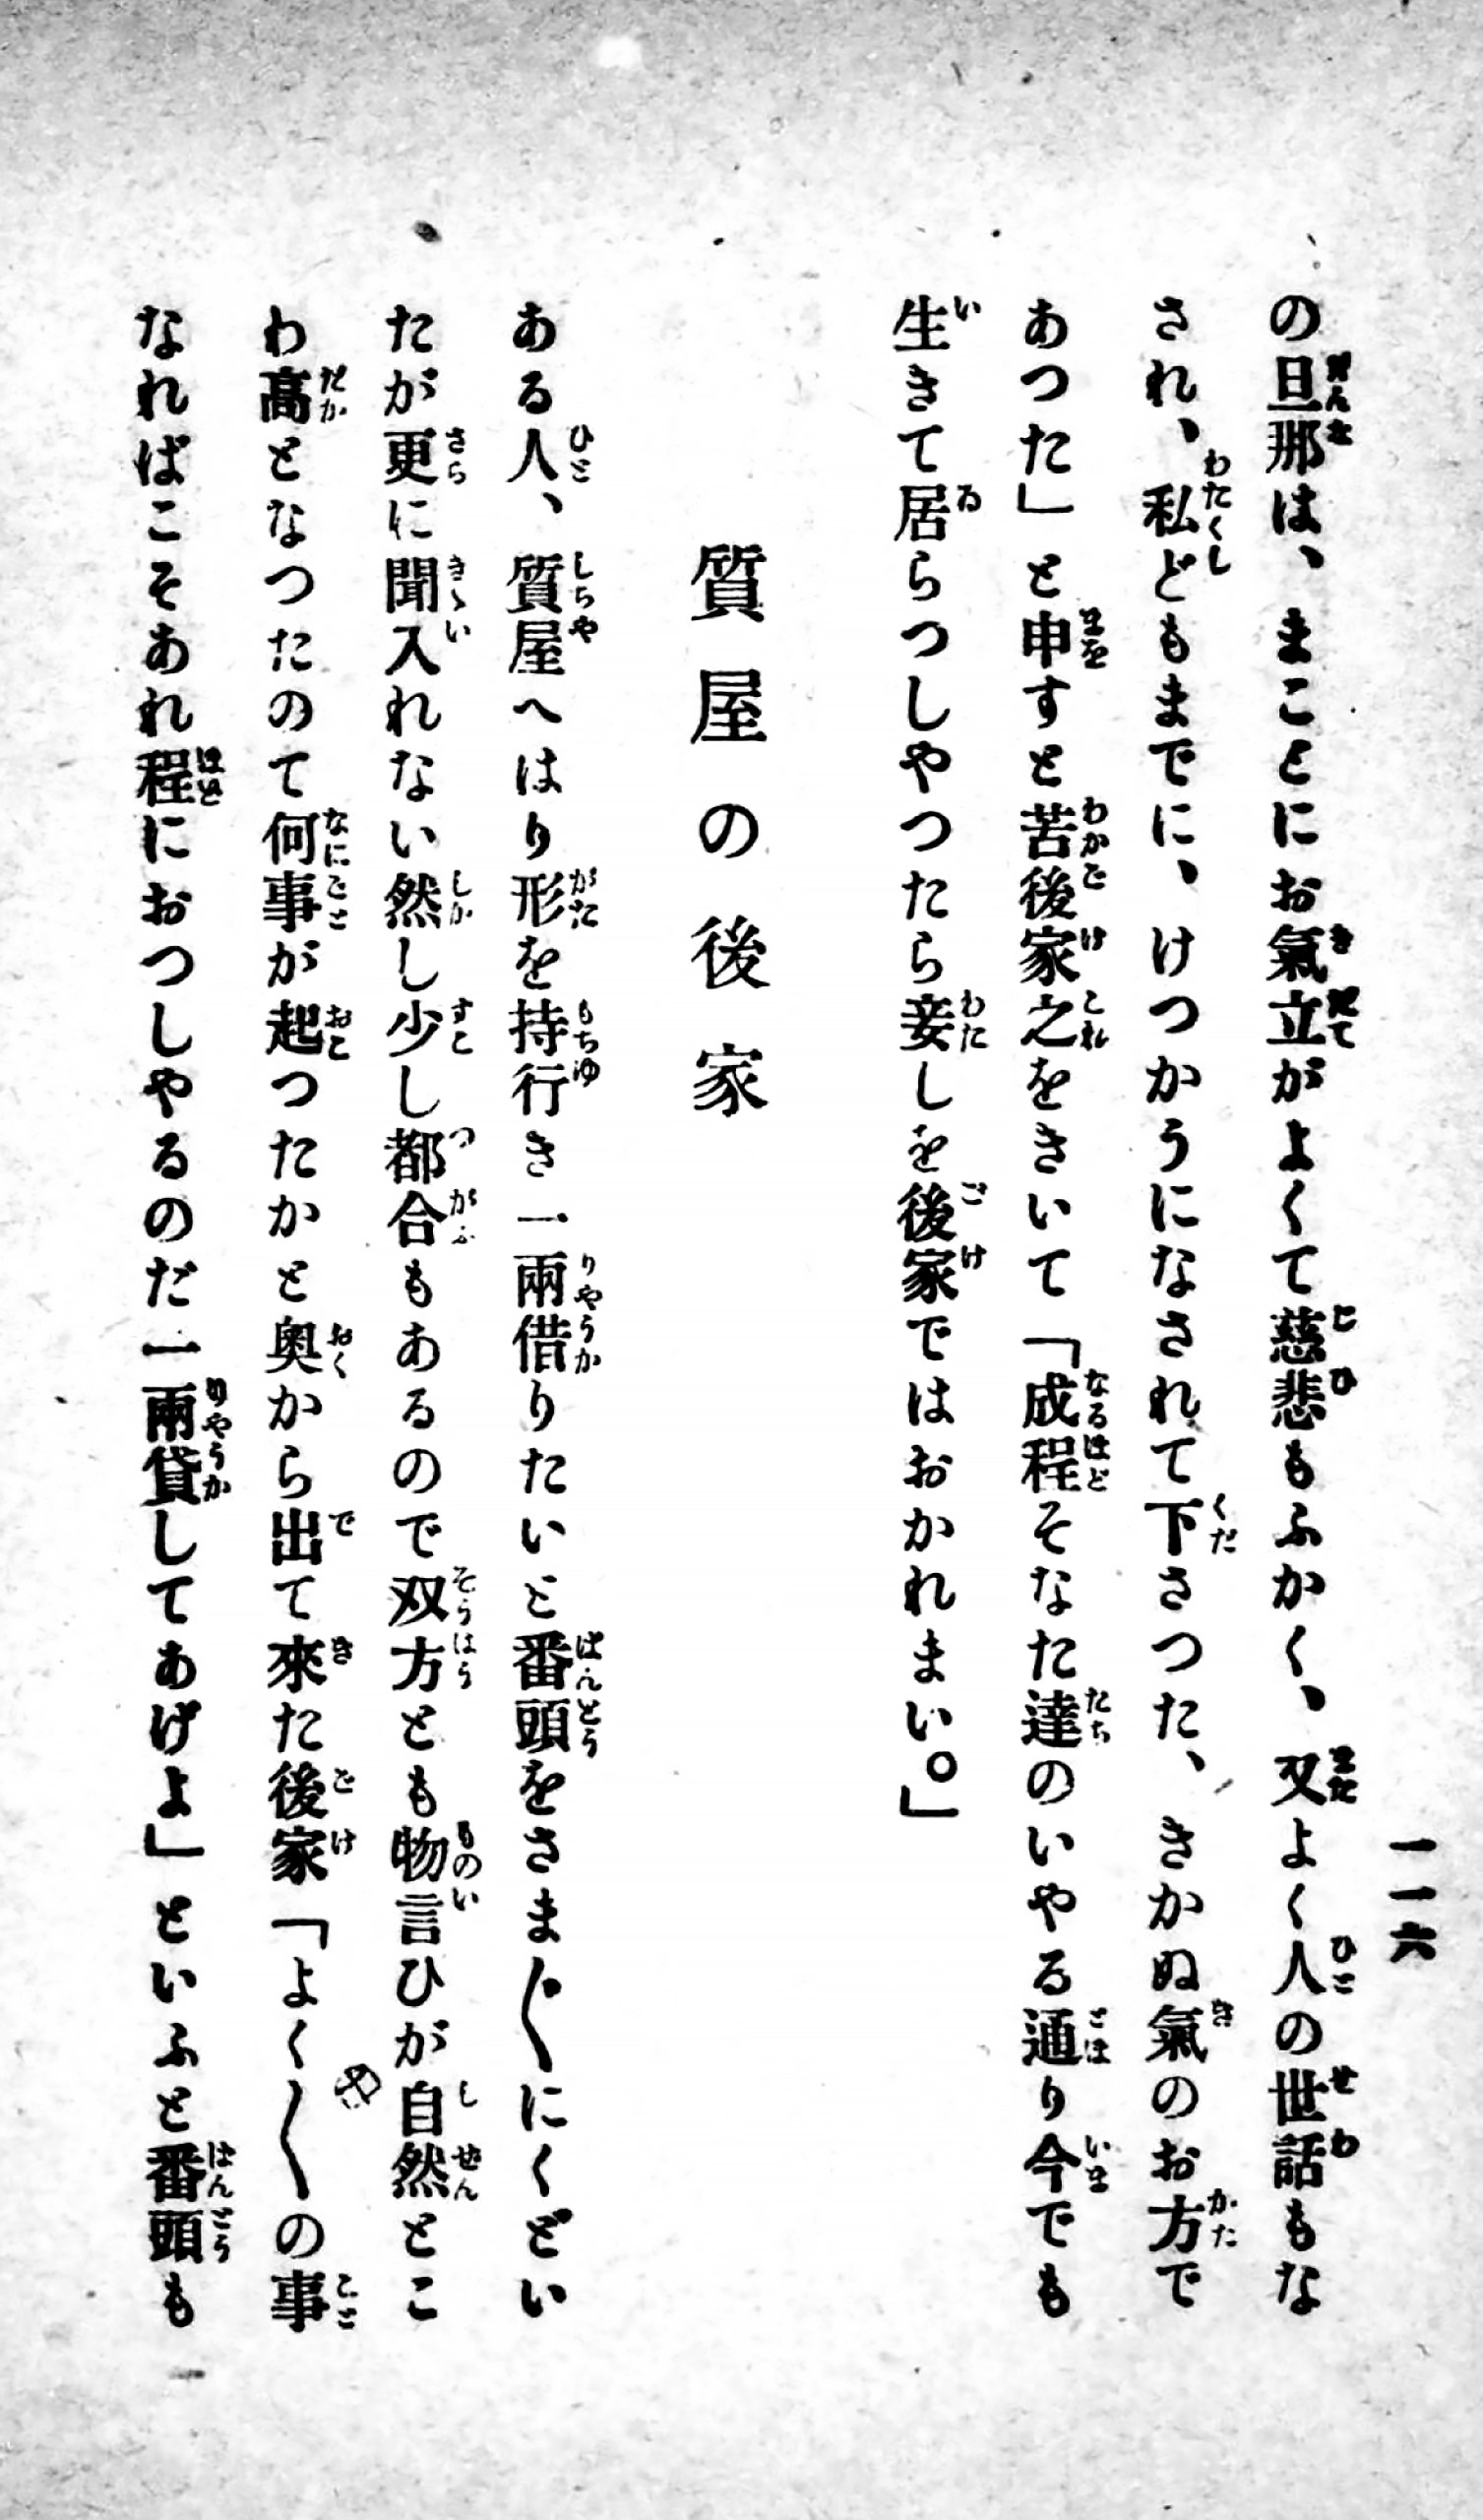 一一六
の旦那は、まことにお氣立がよくて慈悲もふかく、又よく人の世話もな
され、私どもまでに、けつかうになされて下さつた、きかぬ氣のお方で
あつた」と申すと苦後家之をきいて「成程そなた達のいやる通り今でも
生きて居らつしやつたら妾しを後家ではおかれまい。」
質屋の後家
ある人、質屋へはり形を持行き一兩借りたいと番頭をさま〴〵にくどい
たが更に聞入れない然し少し都合もあるので双方とも物言ひが自然とこ
わ高となつたのて何事が起つたかと奥から出て來た後家「よく〳〵の事
なればこそあれ程におつしやるのだ一兩貸してあげよ」といふと番頭も